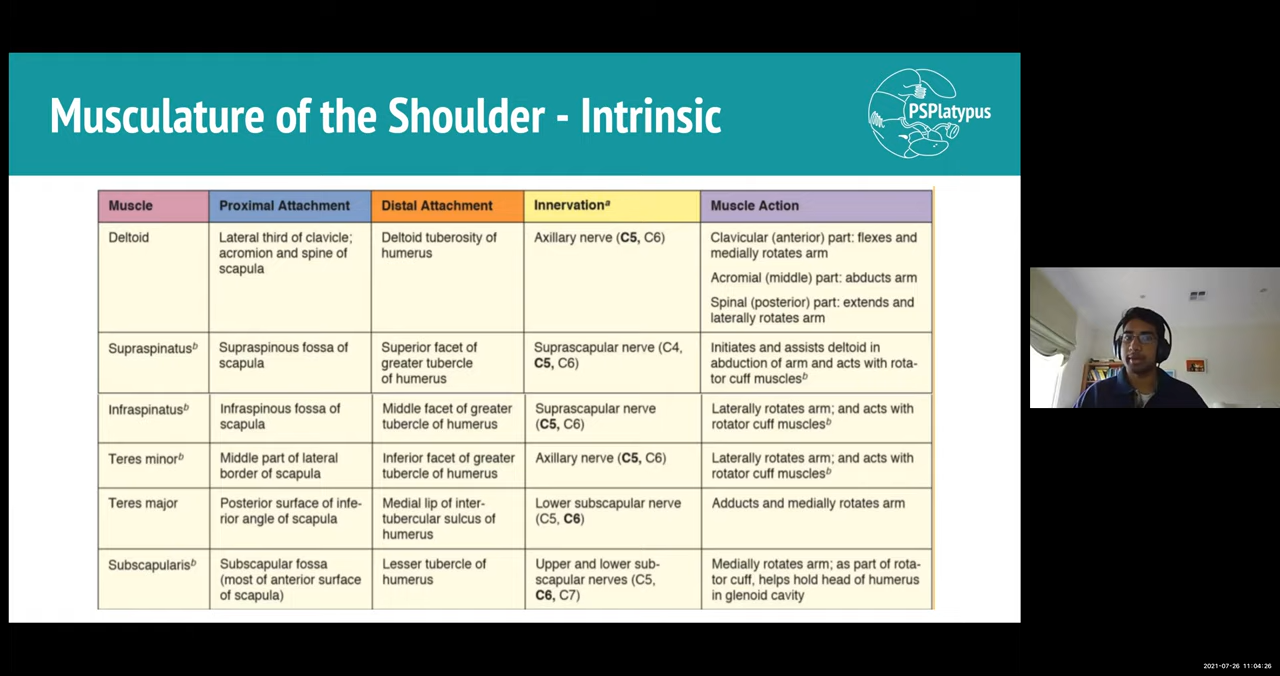 Musculature of the Shoulder - Intrinsic
PSPlatypus
Muscle
Proximal Attachment
Distal Attachment
Innervationᵃ
Muscle Action
Deltoid
Lateral third of clavicle;
acromion and spine of
scapula
Deltoid tuberosity of
humerus
Axillary nerve (C5, C6)
Clavicular (anterior) part: flexes and
medially rotates arm
Acromial (middle) part: abducts arm
Spinal (posterior) part: extends and
laterally rotates arm
Supraspinatusᵇ
Supraspinous fossa of
scapula
Superior facet of
greater tubercle
of humerus
Suprascapular nerve (C4,
C5, C6)
Initiates and assists deltoid in
abduction of arm and acts with rota-
tor cuff musclesᵇ
Infraspinatusᵇ
Infraspinous fossa of
scapula
Middle facet of greater
tubercle of humerus
Suprascapular nerve
(C5, C6)
Laterally rotates arm; and acts with
rotator cuff musclesᵇ
Teres minorᵇ
Middle part of lateral
border of scapula
Inferior facet of greater
tubercle of humerus
Axillary nerve (C5, C6)
Laterally rotates arm; and acts with
rotator cuff musclesᵇ
Teres major
Posterior surface of infe-
rior angle of scapula
Medial lip of inter-
tubercular sulcus of
humerus
Lower subscapular nerve
(C5, C6)
Adducts and medially rotates arm
Subscapularisᵇ
Subscapular fossa
(most of anterior surface
of scapula)
Lesser tubercle of
humerus
Upper and lower sub-
scapular nerves (C5,
C6, C7)
Medially rotates arm; as part of rota-
tor cuff, helps hold head of humerus
in glenoid cavity
2021-07-26 11:04:26